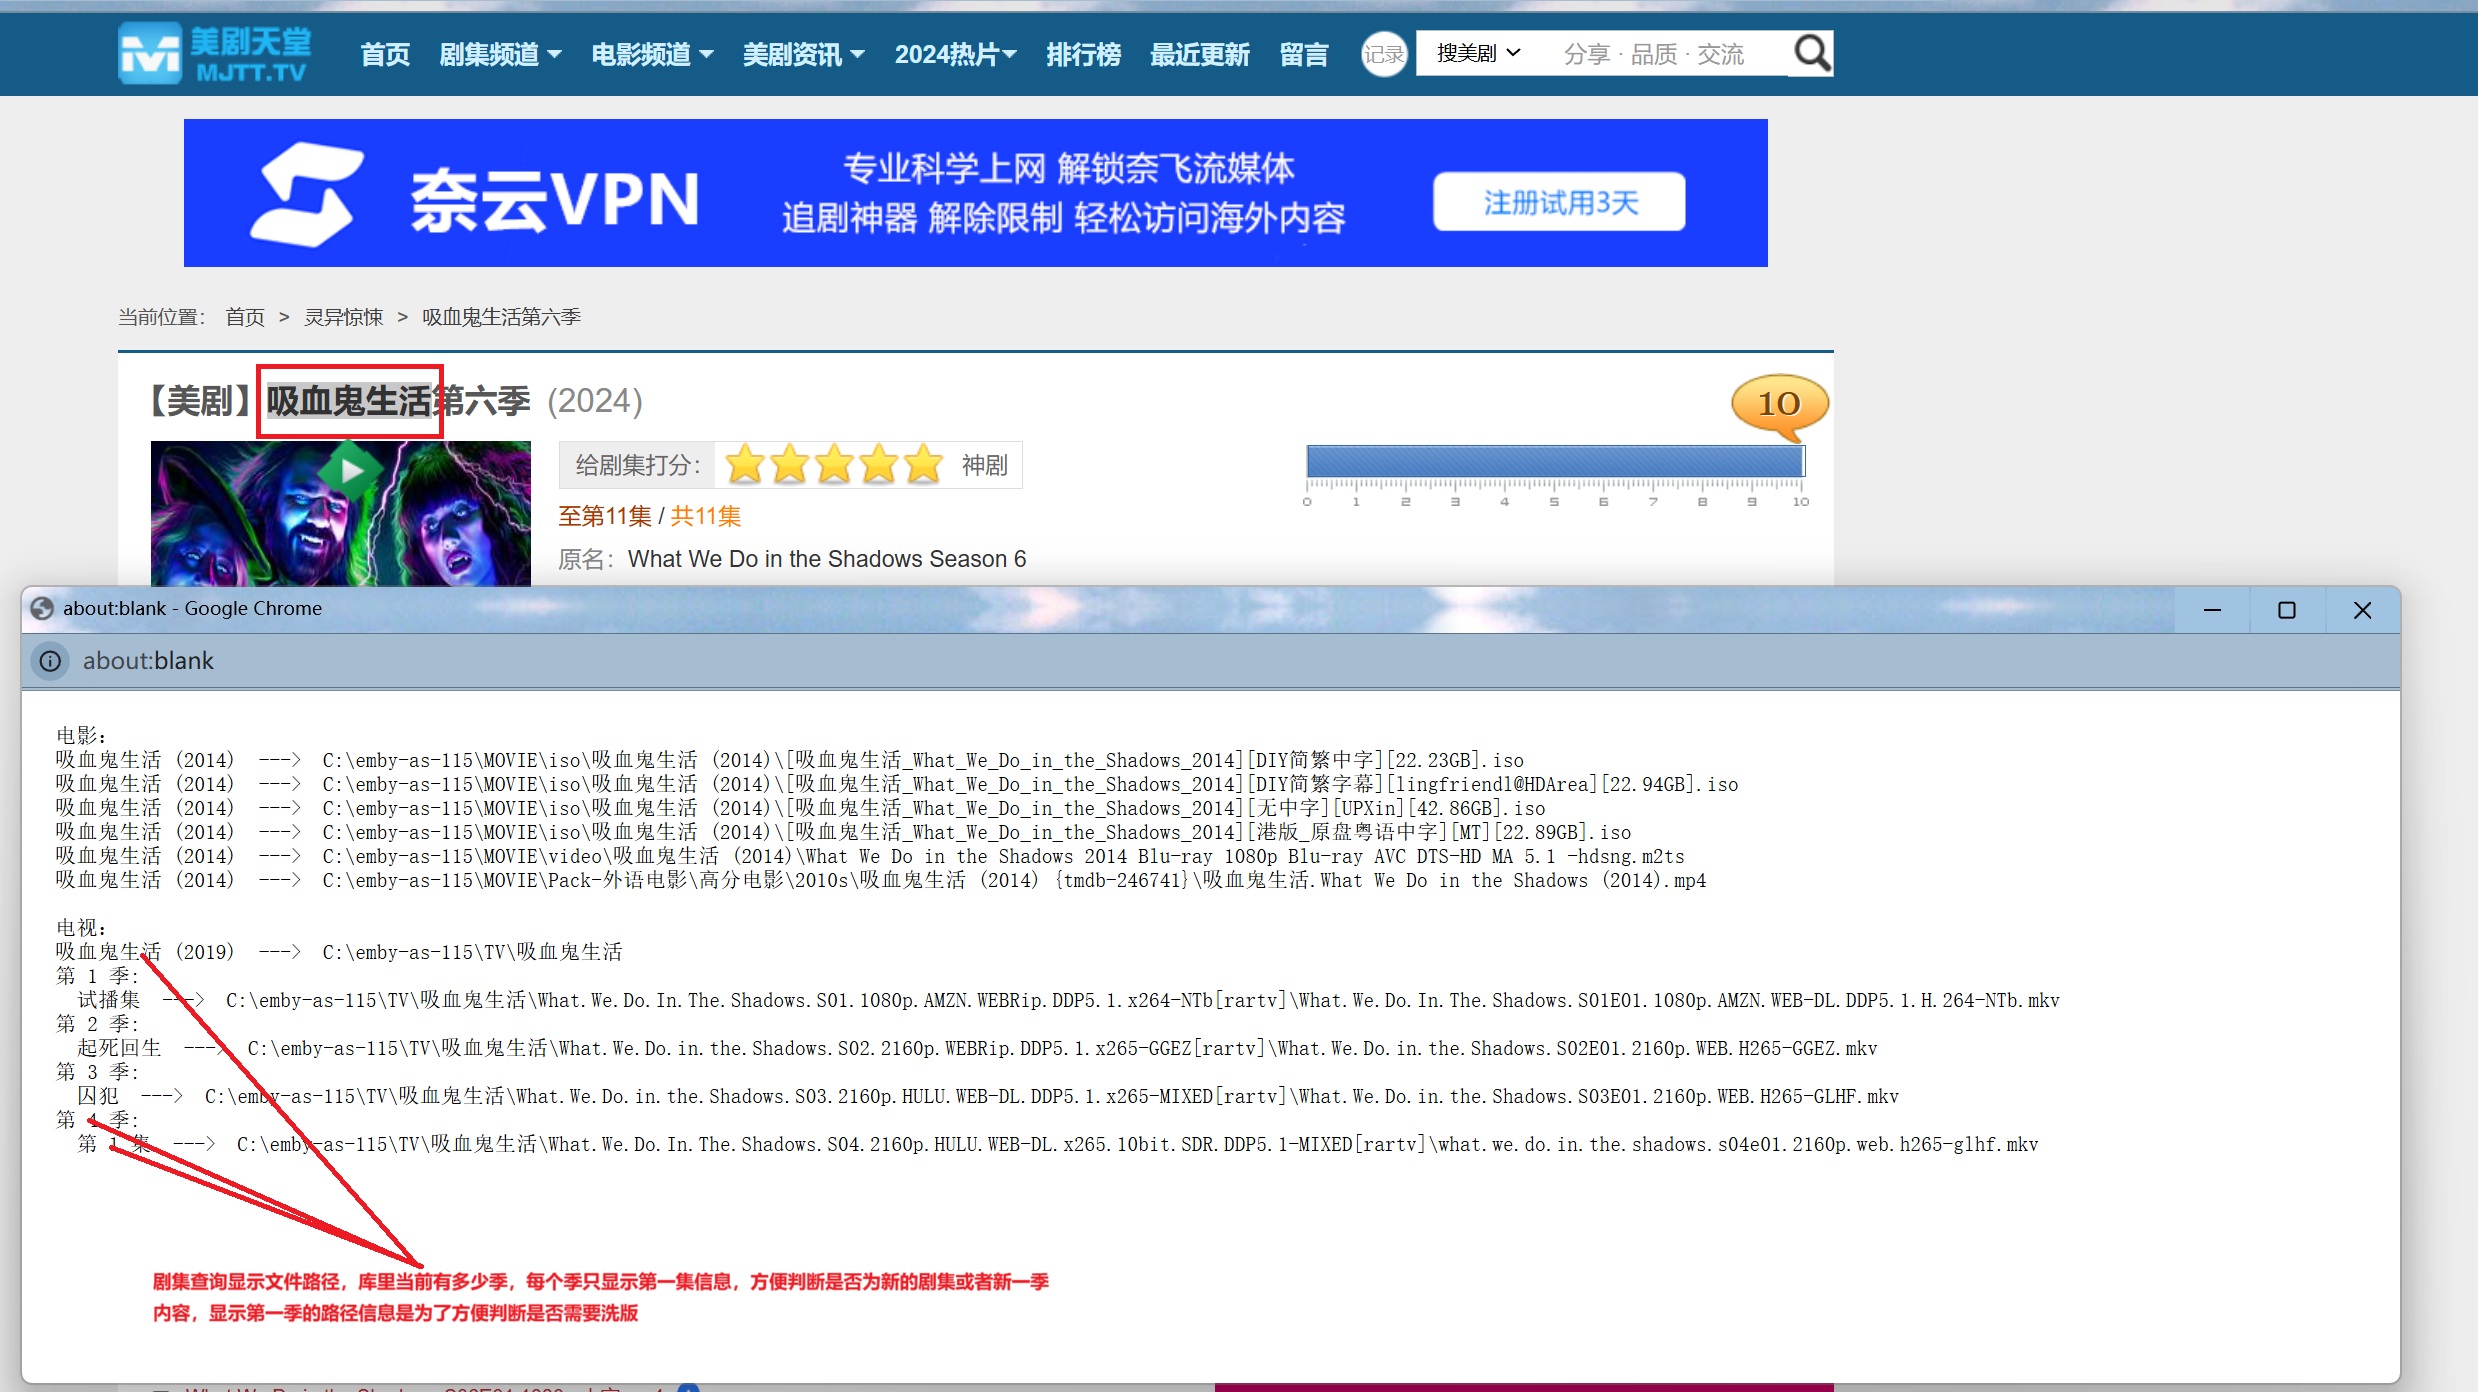 美剧天堂
MJTT.TV
首页 剧集频道 电影频道 美剧资讯 2024热片 排行榜 最近更新 留言 记录 搜美剧 分享 · 品质 · 交流
奈云VPN
专业科学上网 解锁奈飞流媒体
追剧神器 解除限制 轻松访问海外内容
注册试用3天
当前位置： 首页 > 灵异惊悚 > 吸血鬼生活第六季
【美剧】吸血鬼生活第六季 (2024)
10
给剧集打分： 神剧
0 1 2 3 4 5 6 7 8 9 10
至第11集 / 共11集
原名：What We Do in the Shadows Season 6
about:blank - Google Chrome
about:blank
电影：
吸血鬼生活 (2014) ---> C:\emby-as-115\MOVIE\iso\吸血鬼生活 (2014)\[吸血鬼生活_What_We_Do_in_the_Shadows_2014][DIY简繁中字][22.23GB].iso
吸血鬼生活 (2014) ---> C:\emby-as-115\MOVIE\iso\吸血鬼生活 (2014)\[吸血鬼生活_What_We_Do_in_the_Shadows_2014][DIY简繁字幕][lingfriendl@HDArea][22.94GB].iso
吸血鬼生活 (2014) ---> C:\emby-as-115\MOVIE\iso\吸血鬼生活 (2014)\[吸血鬼生活_What_We_Do_in_the_Shadows_2014][无中字][UPXin][42.86GB].iso
吸血鬼生活 (2014) ---> C:\emby-as-115\MOVIE\iso\吸血鬼生活 (2014)\[吸血鬼生活_What_We_Do_in_the_Shadows_2014][港版_原盘粤语中字][MT][22.89GB].iso
吸血鬼生活 (2014) ---> C:\emby-as-115\MOVIE\video\吸血鬼生活 (2014)\What We Do in the Shadows 2014 Blu-ray 1080p Blu-ray AVC DTS-HD MA 5.1 -hdsng.m2ts
吸血鬼生活 (2014) ---> C:\emby-as-115\MOVIE\Pack-外语电影\高分电影\2010s\吸血鬼生活 (2014) {tmdb-246741}\吸血鬼生活.What We Do in the Shadows (2014).mp4
电视：
吸血鬼生活 (2019) ---> C:\emby-as-115\TV\吸血鬼生活
第 1 季:
试播集 ---> C:\emby-as-115\TV\吸血鬼生活\What.We.Do.In.The.Shadows.S01.1080p.AMZN.WEBRip.DDP5.1.x264-NTb[rartv]\What.We.Do.In.The.Shadows.S01E01.1080p.AMZN.WEB-DL.DDP5.1.H.264-NTb.mkv
第 2 季:
起死回生 ---> C:\emby-as-115\TV\吸血鬼生活\What.We.Do.in.the.Shadows.S02.2160p.WEBRip.DDP5.1.x265-GGEZ[rartv]\What.We.Do.in.the.Shadows.S02E01.2160p.WEB.H265-GGEZ.mkv
第 3 季:
囚犯 ---> C:\emby-as-115\TV\吸血鬼生活\What.We.Do.in.the.Shadows.S03.2160p.HULU.WEB-DL.DDP5.1.x265-MIXED[rartv]\What.We.Do.in.the.Shadows.S03E01.2160p.WEB.H265-GLHF.mkv
第 4 季:
第 1 集 ---> C:\emby-as-115\TV\吸血鬼生活\What.We.Do.In.The.Shadows.S04.2160p.HULU.WEB-DL.x265.10bit.SDR.DDP5.1-MIXED[rartv]\what.we.do.in.the.shadows.s04e01.2160p.web.h265-glhf.mkv
剧集查询显示文件路径，库里当前有多少季，每个季只显示第一集信息，方便判断是否为新的剧集或者新一季
内容，显示第一季的路径信息是为了方便判断是否需要洗版